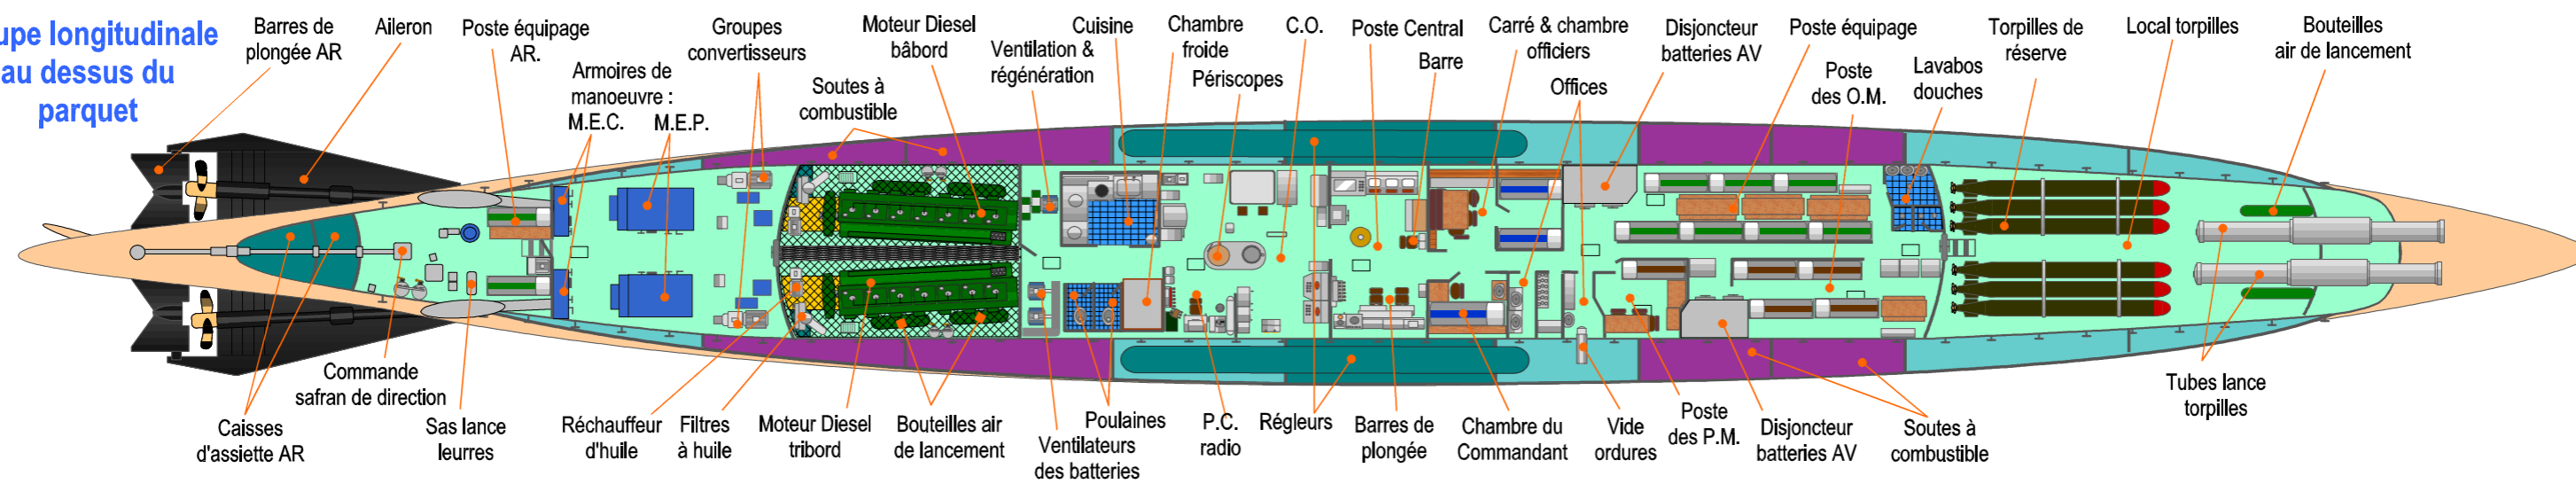 upe longitudinale
au dessus du
parquet
Barres de
plongée AR
Aileron
Poste équipage
AR.
Armoires de
manoeuvre :
M.E.C.
M.E.P.
Groupes
convertisseurs
Soutes à
combustible
Moteur Diesel
bâbord
Ventilation &
régénération
Cuisine
Chambre
froide
Périscopes
C.O.
Poste Central
Barre
Carré & chambre
officiers
Offices
Disjoncteur
batteries AV
Poste équipage
Poste
des O.M.
Lavabos
douches
Torpilles de
réserve
Local torpilles
Bouteilles
air de lancement
Caisses
d'assiette AR
Commande
safran de direction
Sas lance
leurres
Réchauffeur
d'huile
Filtres
à huile
Moteur Diesel
tribord
Bouteilles air
de lancement
Ventilateurs
des batteries
Poulaines
P.C.
radio
Régleurs
Barres de
plongée
Chambre du
Commandant
Vide
ordures
Poste
des P.M.
Disjoncteur
batteries AV
Soutes à
combustible
Tubes lance
torpilles